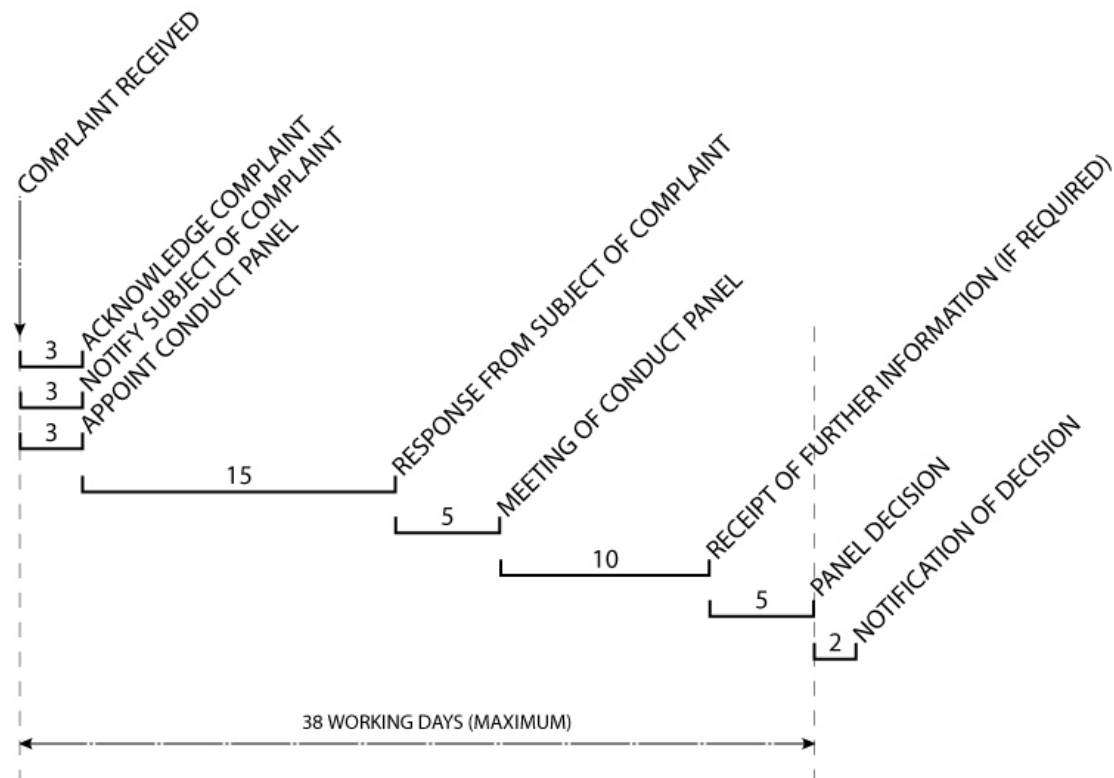 COMPLAINT RECEIVED
ACKNOWLEDGE COMPLAINT
NOTIFY SUBJECT OF COMPLAINT
APPOINT CONDUCT PANEL
3
3
3
RESPONSE FROM SUBJECT OF COMPLAINT
15
MEETING OF CONDUCT PANEL
5
RECEIPT OF FURTHER INFORMATION (IF REQUIRED)
10
PANEL DECISION
5
NOTIFICATION OF DECISION
2
38 WORKING DAYS (MAXIMUM)